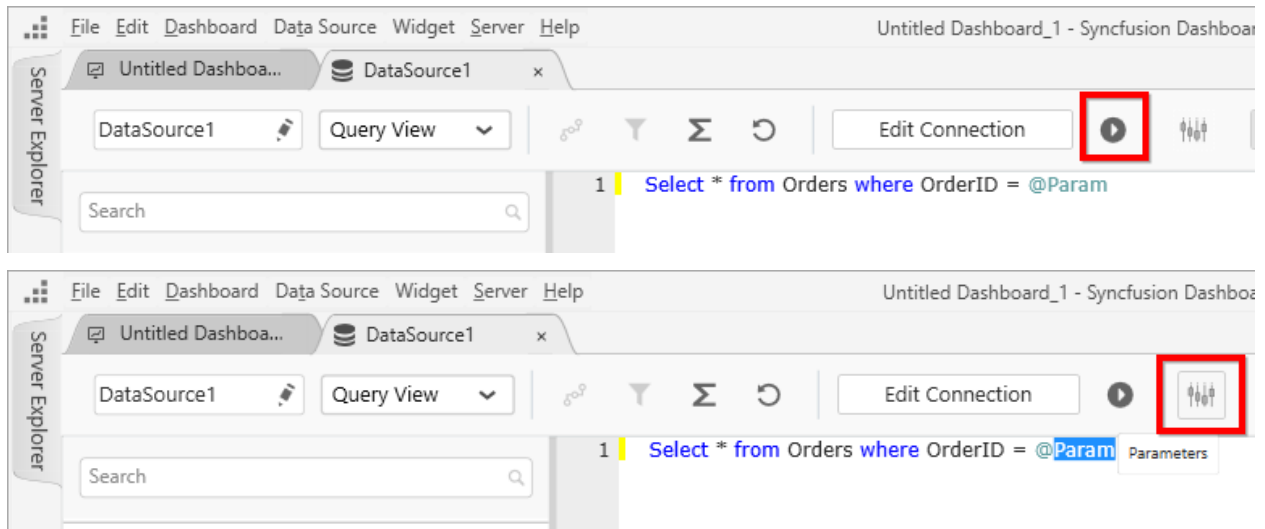 File Edit Dashboard Data Source Widget Server Help Untitled Dashboard_1 - Syncfusion Dashboar
Server Explorer
Untitled Dashboa... DataSource1 ×
DataSource1 Query View Σ Edit Connection
1 Select * from Orders where OrderID = @Param
Search
File Edit Dashboard Data Source Widget Server Help Untitled Dashboard_1 - Syncfusion Dashboa
Server Explorer
Untitled Dashboa... DataSource1 ×
DataSource1 Query View Σ Edit Connection
1 Select * from Orders where OrderID = @Param
Parameters
Search